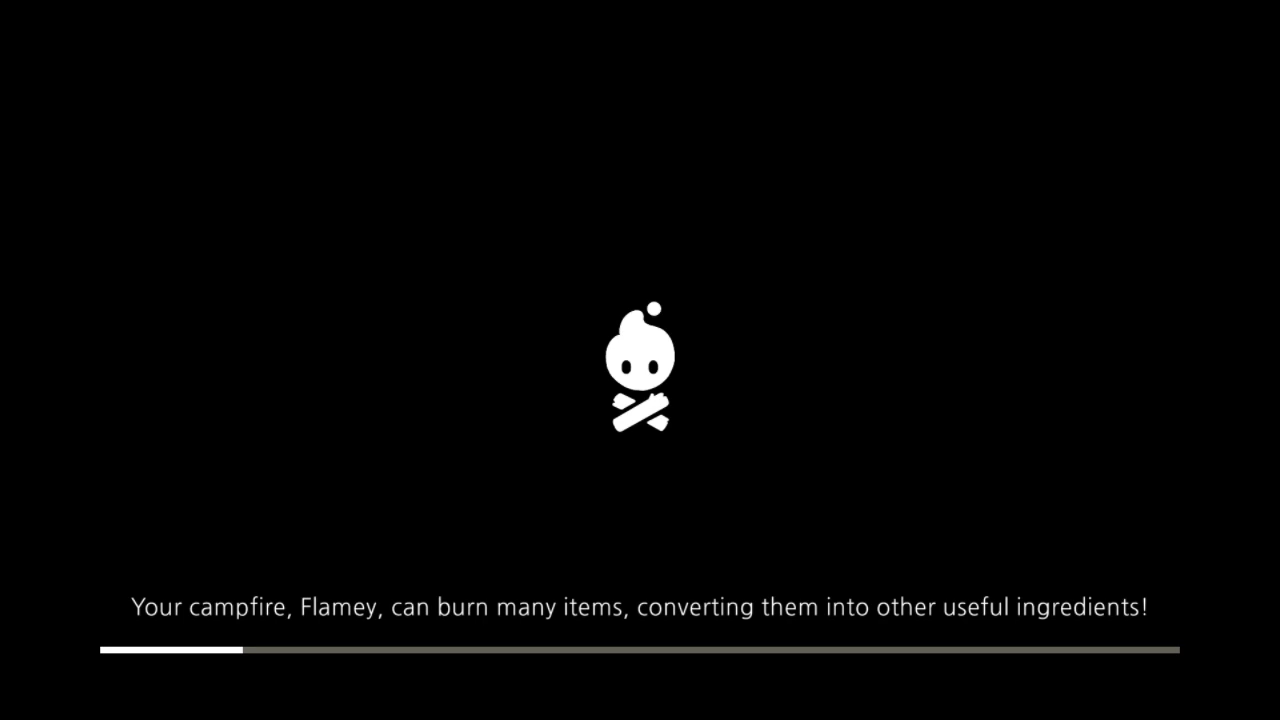 Your campfire, Flamey, can burn many items, converting them into other useful ingredients!